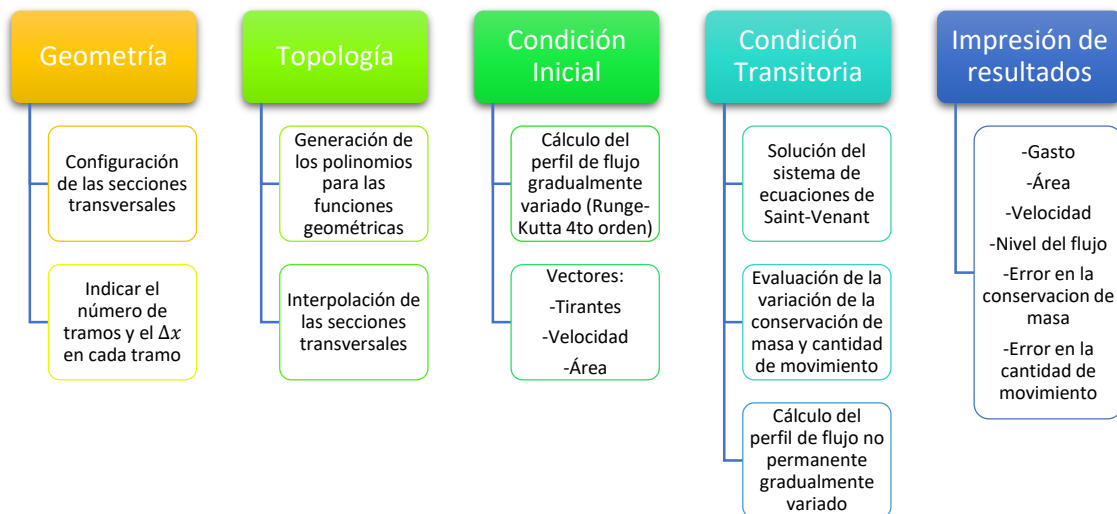 Geometría
Configuración
de las secciones
transversales
Indicar el
número de
tramos y el Δx
en cada tramo
Topología
Generación de
los polinomios
para las
funciones
geométricas
Interpolación de
las secciones
transversales
Condición
Inicial
Cálculo del
perfil de flujo
gradualmente
variado (Runge-
Kutta 4to orden)
Vectores:
-Tirantes
-Velocidad
-Área
Condición
Transitoria
Solución del
sistema de
ecuaciones de
Saint-Venant
Evaluación de la
variación de la
conservación de
masa y cantidad
de movimiento
Cálculo del
perfil de flujo no
permanente
gradualmente
variado
Impresión de
resultados
-Gasto
-Área
-Velocidad
-Nivel del flujo
-Error en la
conservacion de
masa
-Error en la
cantidad de
movimiento